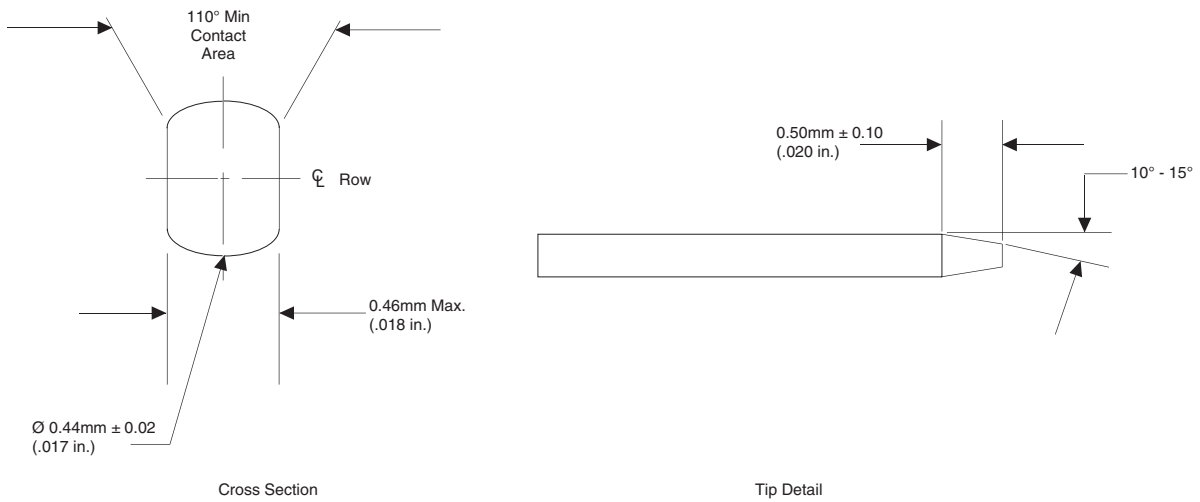 110° Min
Contact
Area
℄ Row
0.46mm Max.
(.018 in.)
Ø 0.44mm ± 0.02
(.017 in.)
Cross Section
0.50mm ± 0.10
(.020 in.)
10° - 15°
Tip Detail